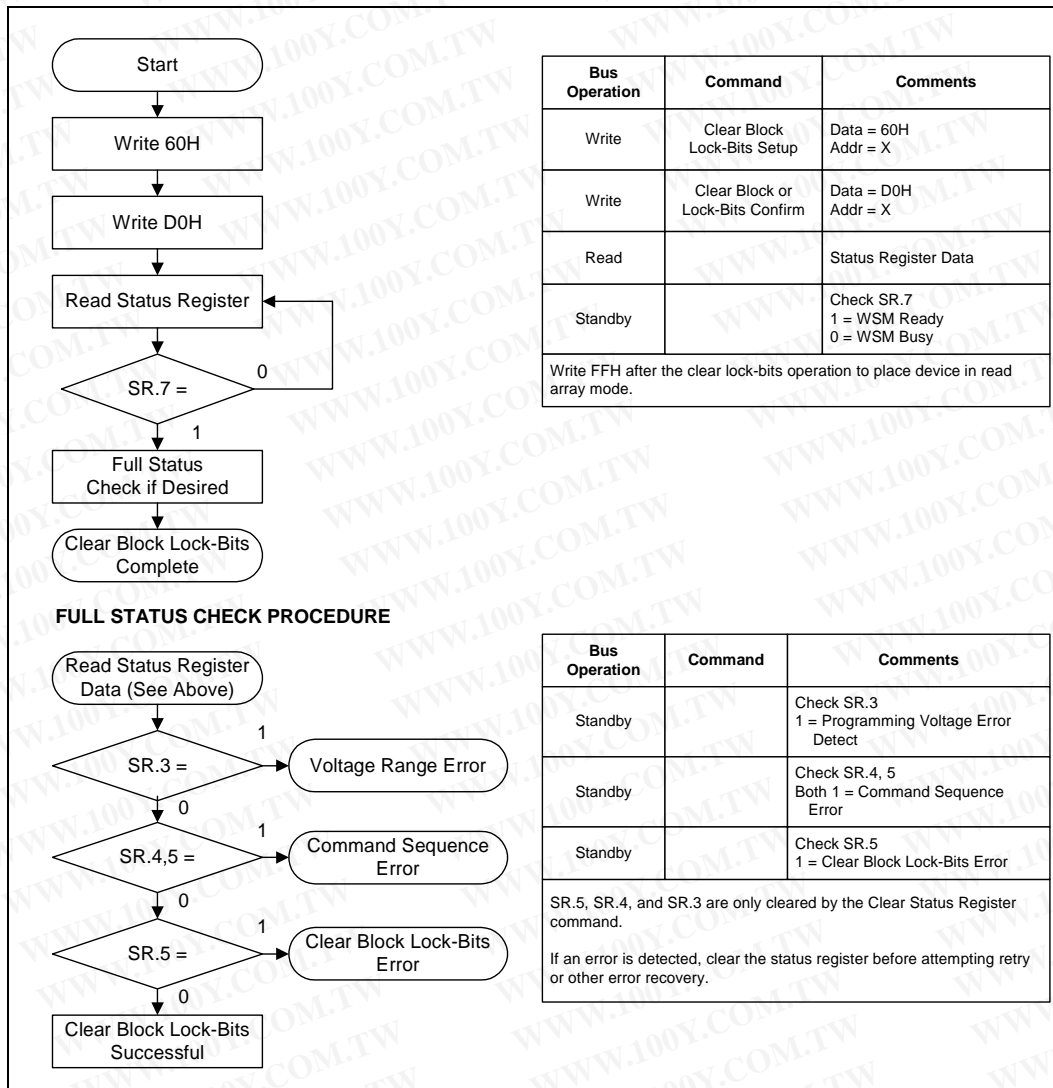 Start
Write 60H
Write D0H
Read Status Register
SR.7 =
0
1
Full Status
Check if Desired
Clear Block Lock-Bits
Complete
Bus
Operation
Command
Comments
Write
Clear Block
Lock-Bits Setup
Data = 60H
Addr = X
Write
Clear Block or
Lock-Bits Confirm
Data = D0H
Addr = X
Read
Status Register Data
Standby
Check SR.7
1 = WSM Ready
0 = WSM Busy
Write FFH after the clear lock-bits operation to place device in read
array mode.
FULL STATUS CHECK PROCEDURE
Read Status Register
Data (See Above)
SR.3 =
1
Voltage Range Error
0
SR.4,5 =
1
Command Sequence
Error
0
SR.5 =
1
Clear Block Lock-Bits
Error
0
Clear Block Lock-Bits
Successful
Bus
Operation
Command
Comments
Standby
Check SR.3
1 = Programming Voltage Error
Detect
Standby
Check SR.4, 5
Both 1 = Command Sequence
Error
Standby
Check SR.5
1 = Clear Block Lock-Bits Error
SR.5, SR.4, and SR.3 are only cleared by the Clear Status Register
command.
If an error is detected, clear the status register before attempting retry
or other error recovery.
WWW.100Y.COM.TW